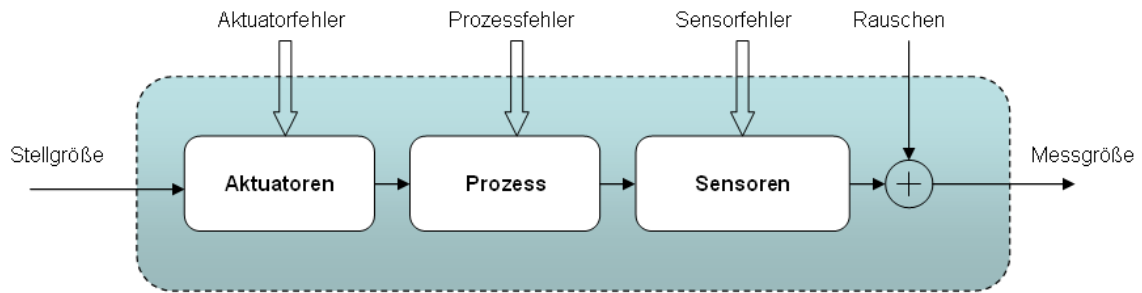 Aktuatorfehler
Prozessfehler
Sensorfehler
Rauschen
Stellgröße
Aktuatoren
Prozess
Sensoren
+
Messgröße